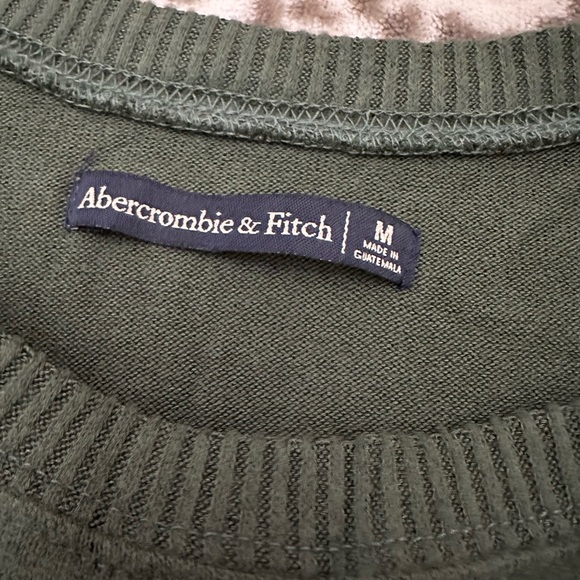 Abercrombie & Fitch
M
MADE IN
GUATEMALA